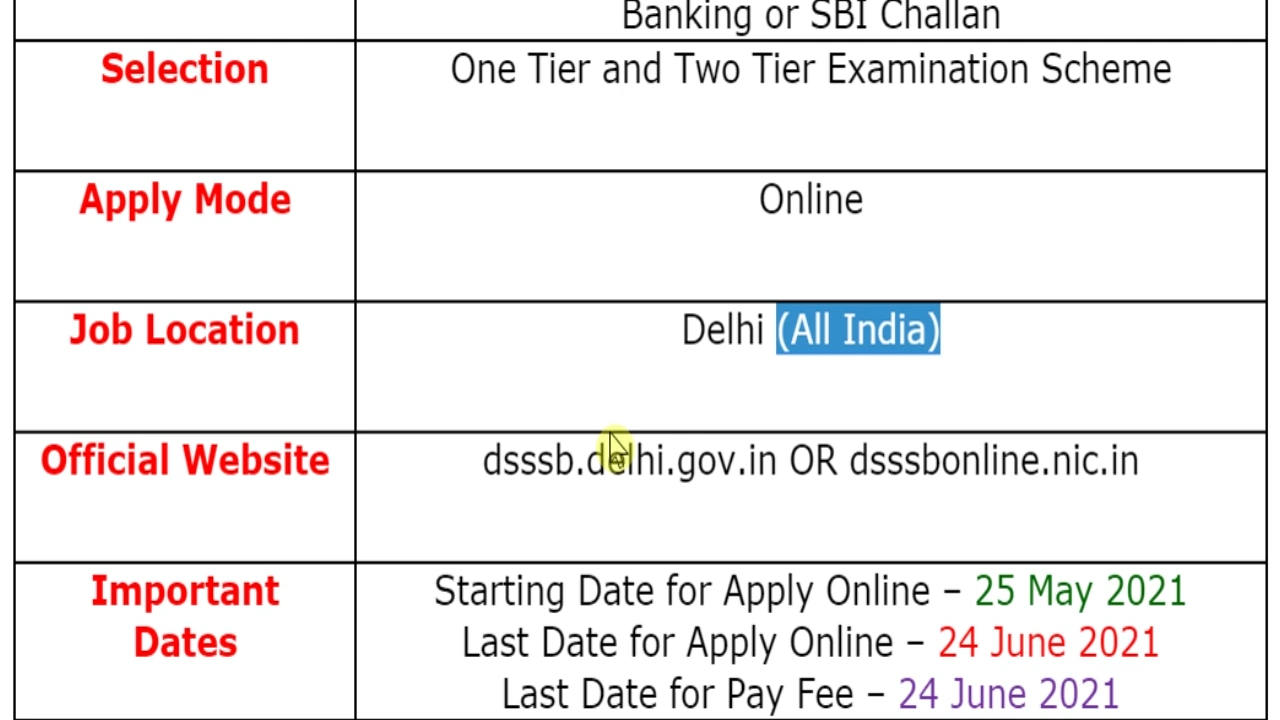 Banking or SBI Challan
Selection
One Tier and Two Tier Examination Scheme
Apply Mode
Online
Job Location
Delhi (All India)
Official Website
dsssb.delhi.gov.in OR dsssbonline.nic.in
Important
Dates
Starting Date for Apply Online – 25 May 2021
Last Date for Apply Online – 24 June 2021
Last Date for Pay Fee – 24 June 2021